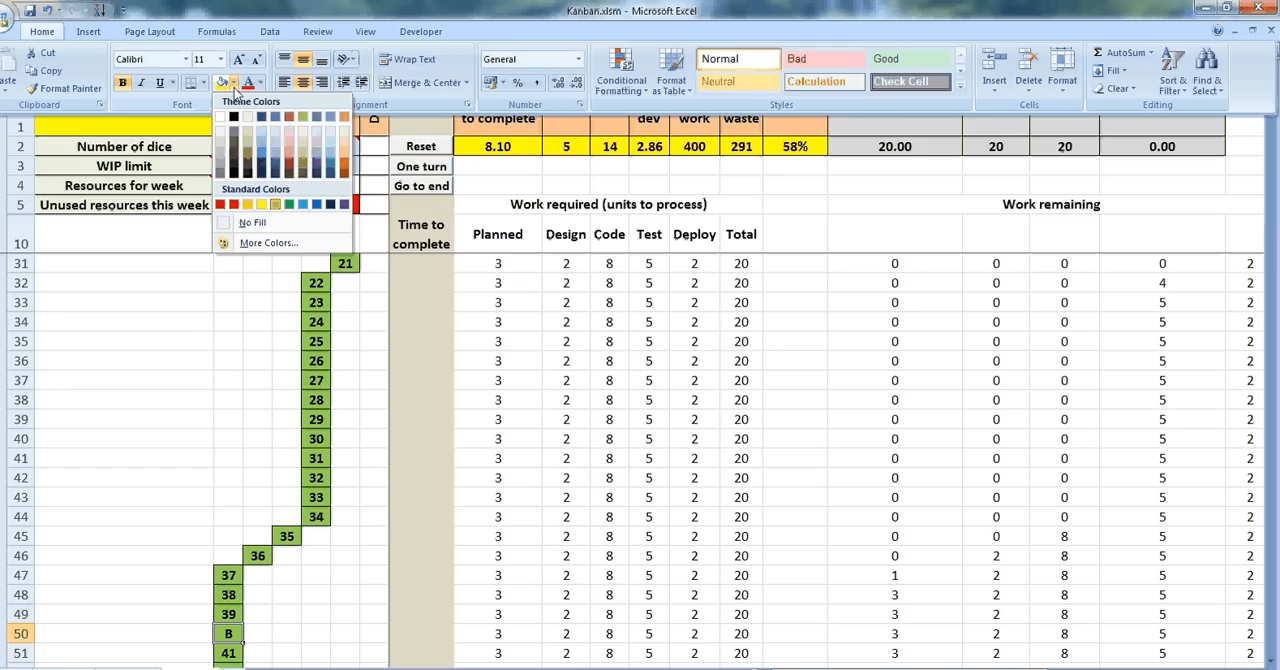 Kanban.xlsm - Microsoft Excel
Home Insert Page Layout Formulas Data Review View Developer
Cut Calibri 11 Wrap Text General Normal Bad Good AutoSum
Copy Conditional Formatting Format as Table Insert Delete Format Fill Sort & Filter Find & Select
Format Painter Merge & Center Neutral Calculation Check Cell Clear
Clipboard Font Number Styles Cells Editing
Theme Colors
1 to complete dev work waste
2 Number of dice Reset 8.10 5 14 2.86 400 291 58% 20.00 20 20 0.00
3 WIP limit One turn
4 Resources for week Go to end
Standard Colors
5 Unused resources this week Work required (units to process) Work remaining
No Fill
10 Time to complete Planned Design Code Test Deploy Total
More Colors...
31 21 3 2 8 5 2 20 0 0 0 2
32 22 3 2 8 5 2 20 0 0 4 2
33 23 3 2 8 5 2 20 0 0 5 2
34 24 3 2 8 5 2 20 0 0 5 2
35 25 3 2 8 5 2 20 0 0 5 2
36 26 3 2 8 5 2 20 0 0 5 2
37 27 3 2 8 5 2 20 0 0 5 2
38 28 3 2 8 5 2 20 0 0 5 2
39 29 3 2 8 5 2 20 0 0 5 2
40 30 3 2 8 5 2 20 0 0 5 2
41 31 3 2 8 5 2 20 0 0 5 2
42 32 3 2 8 5 2 20 0 0 5 2
43 33 3 2 8 5 2 20 0 0 5 2
44 34 3 2 8 5 2 20 0 0 5 2
45 35 3 2 8 5 2 20 0 0 8 5 2
46 36 3 2 8 5 2 20 0 2 8 5 2
47 37 3 2 8 5 2 20 1 2 8 5 2
48 38 3 2 8 5 2 20 3 2 8 5 2
49 39 3 2 8 5 2 20 3 2 8 5 2
50 B 3 2 8 5 2 20 3 2 8 5 2
51 41 3 2 8 5 2 20 3 2 8 5 2